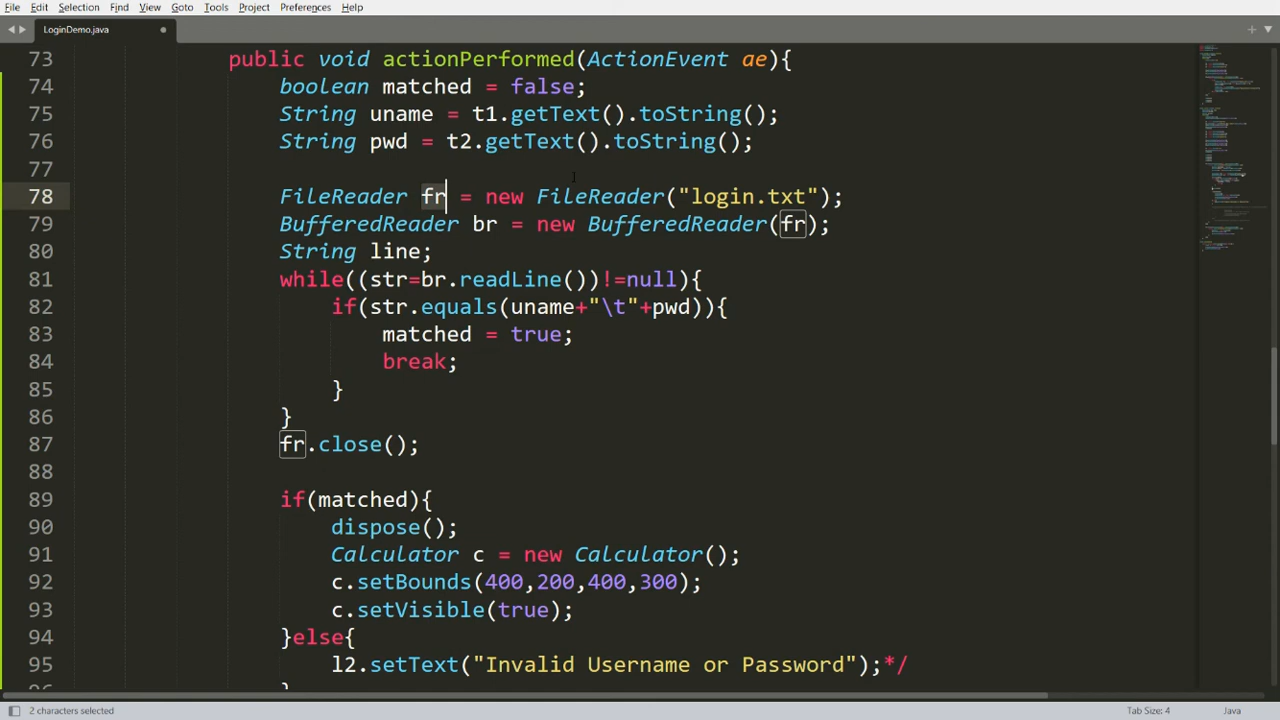 File Edit Selection Find View Goto Tools Project Preferences Help
LoginDemo.java
73 public void actionPerformed(ActionEvent ae){
74 boolean matched = false;
75 String uname = t1.getText().toString();
76 String pwd = t2.getText().toString();
77
78 FileReader fr = new FileReader("login.txt");
79 BufferedReader br = new BufferedReader(fr);
80 String line;
81 while((str=br.readLine())!=null){
82 if(str.equals(uname+"\t"+pwd)){
83 matched = true;
84 break;
85 }
86 }
87 fr.close();
88
89 if(matched){
90 dispose();
91 Calculator c = new Calculator();
92 c.setBounds(400,200,400,300);
93 c.setVisible(true);
94 }else{
95 l2.setText("Invalid Username or Password");*/
96 }
2 characters selected Tab Size: 4 Java